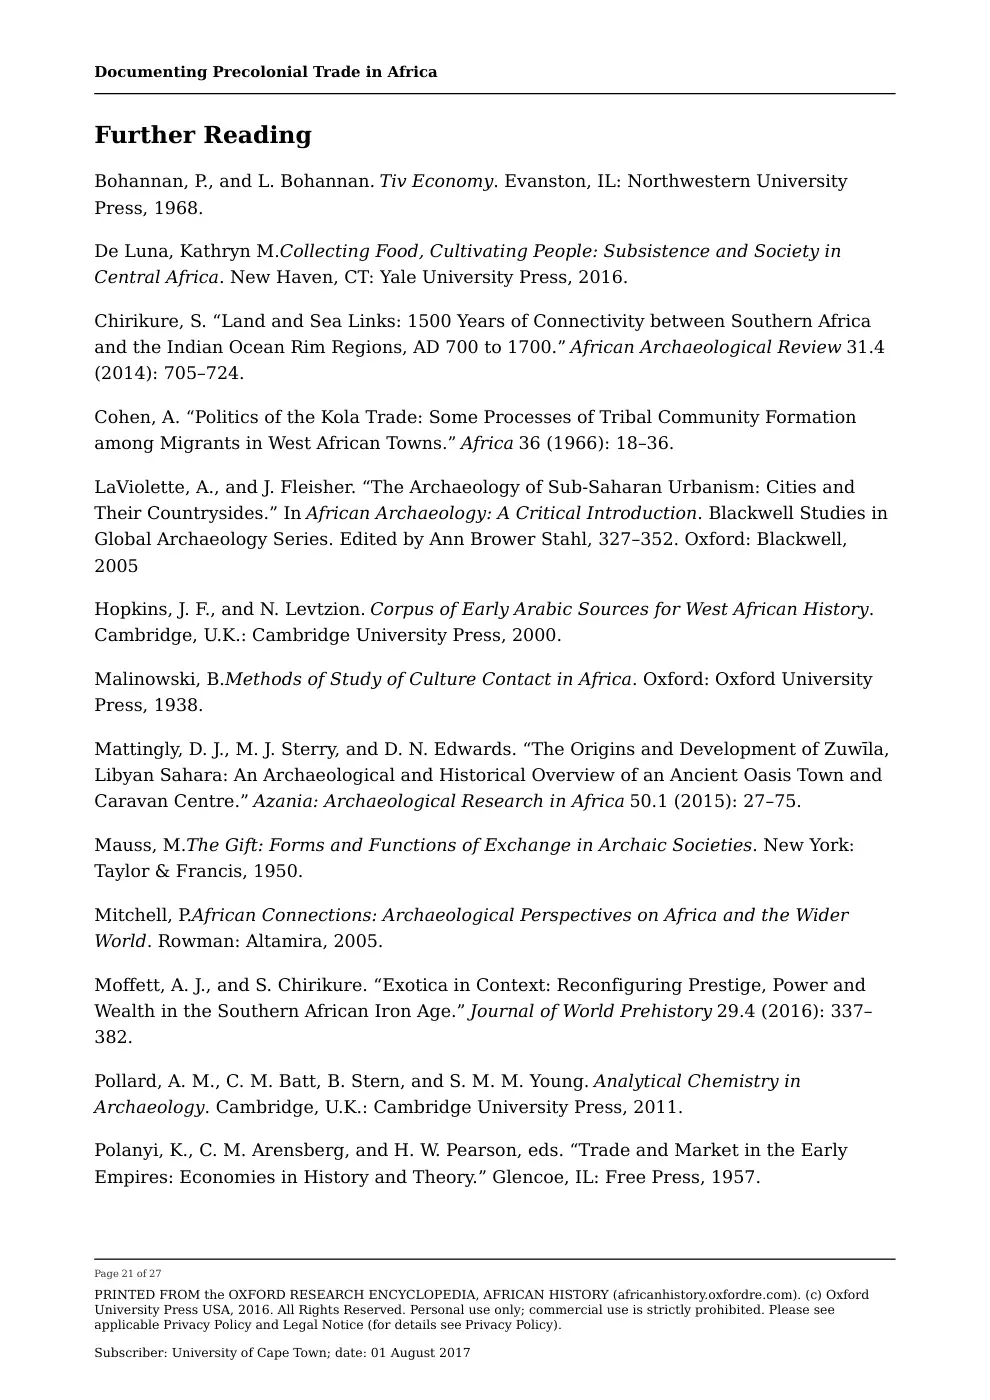 Documenting Precolonial Trade in Africa
Further Reading
Bohannan, P., and L. Bohannan. Tiv Economy. Evanston, IL: Northwestern University
Press, 1968.
De Luna, Kathryn M.Collecting Food, Cultivating People: Subsistence and Society in
Central Africa. New Haven, CT: Yale University Press, 2016.
Chirikure, S. “Land and Sea Links: 1500 Years of Connectivity between Southern Africa
and the Indian Ocean Rim Regions, AD 700 to 1700.” African Archaeological Review 31.4
(2014): 705–724.
Cohen, A. “Politics of the Kola Trade: Some Processes of Tribal Community Formation
among Migrants in West African Towns.” Africa 36 (1966): 18–36.
LaViolette, A., and J. Fleisher. “The Archaeology of Sub-Saharan Urbanism: Cities and
Their Countrysides.” In African Archaeology: A Critical Introduction. Blackwell Studies in
Global Archaeology Series. Edited by Ann Brower Stahl, 327–352. Oxford: Blackwell,
2005
Hopkins, J. F., and N. Levtzion. Corpus of Early Arabic Sources for West African History.
Cambridge, U.K.: Cambridge University Press, 2000.
Malinowski, B.Methods of Study of Culture Contact in Africa. Oxford: Oxford University
Press, 1938.
Mattingly, D. J., M. J. Sterry, and D. N. Edwards. “The Origins and Development of Zuwīla,
Libyan Sahara: An Archaeological and Historical Overview of an Ancient Oasis Town and
Caravan Centre.” Azania: Archaeological Research in Africa 50.1 (2015): 27–75.
Mauss, M.The Gift: Forms and Functions of Exchange in Archaic Societies. New York:
Taylor & Francis, 1950.
Mitchell, P.African Connections: Archaeological Perspectives on Africa and the Wider
World. Rowman: Altamira, 2005.
Moffett, A. J., and S. Chirikure. “Exotica in Context: Reconfiguring Prestige, Power and
Wealth in the Southern African Iron Age.” Journal of World Prehistory 29.4 (2016): 337–
382.
Pollard, A. M., C. M. Batt, B. Stern, and S. M. M. Young. Analytical Chemistry in
Archaeology. Cambridge, U.K.: Cambridge University Press, 2011.
Polanyi, K., C. M. Arensberg, and H. W. Pearson, eds. “Trade and Market in the Early
Empires: Economies in History and Theory.” Glencoe, IL: Free Press, 1957.
Page 21 of 27
PRINTED FROM the OXFORD RESEARCH ENCYCLOPEDIA, AFRICAN HISTORY (africanhistory.oxfordre.com). (c) Oxford
University Press USA, 2016. All Rights Reserved. Personal use only; commercial use is strictly prohibited. Please see
applicable Privacy Policy and Legal Notice (for details see Privacy Policy).
Subscriber: University of Cape Town; date: 01 August 2017